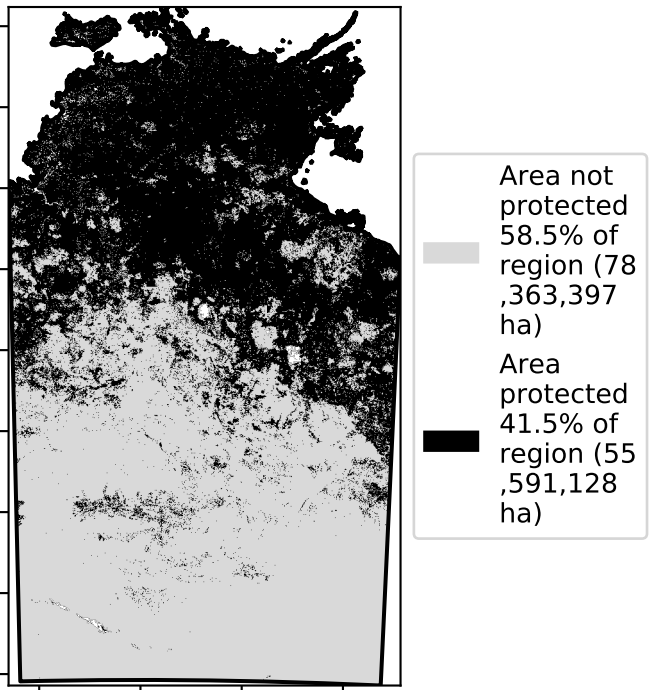 Area not
protected
58.5% of
region (78
,363,397
ha)
Area
protected
41.5% of
region (55
,591,128
ha)